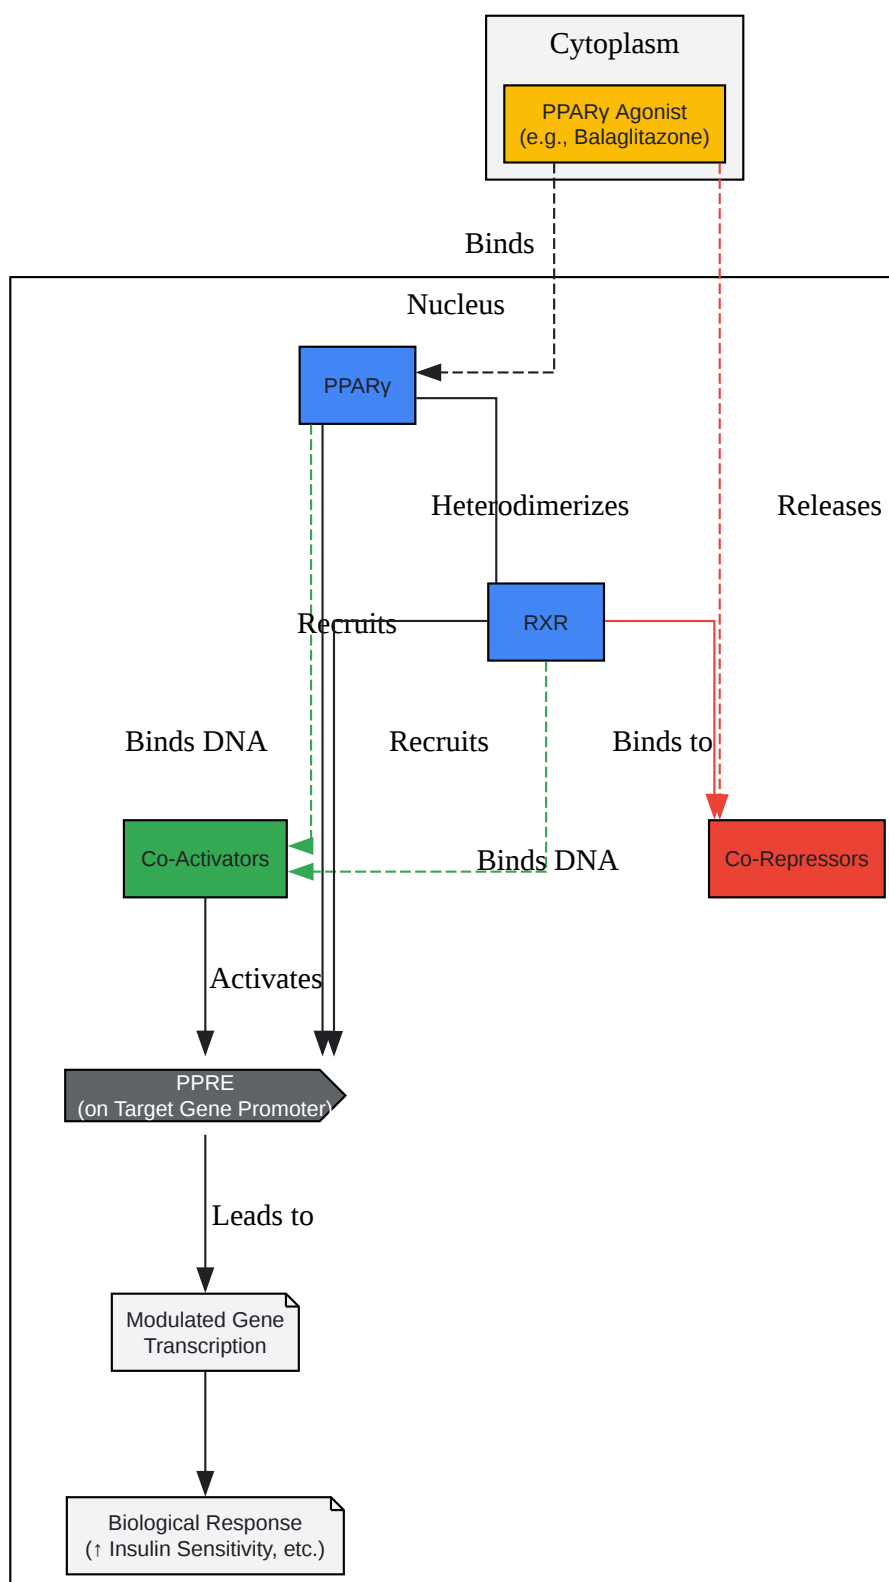 Cytoplasm
PPARγ Agonist
(e.g., Balaglitazone)
Binds
Nucleus
PPARγ
Heterodimerizes
Releases
Recruits
RXR
Binds DNA
Recruits
Binds to
Co-Activators
Binds DNA
Co-Repressors
Activates
PPRE
(on Target Gene Promoter)
Leads to
Modulated Gene
Transcription
Biological Response
(↑ Insulin Sensitivity, etc.)